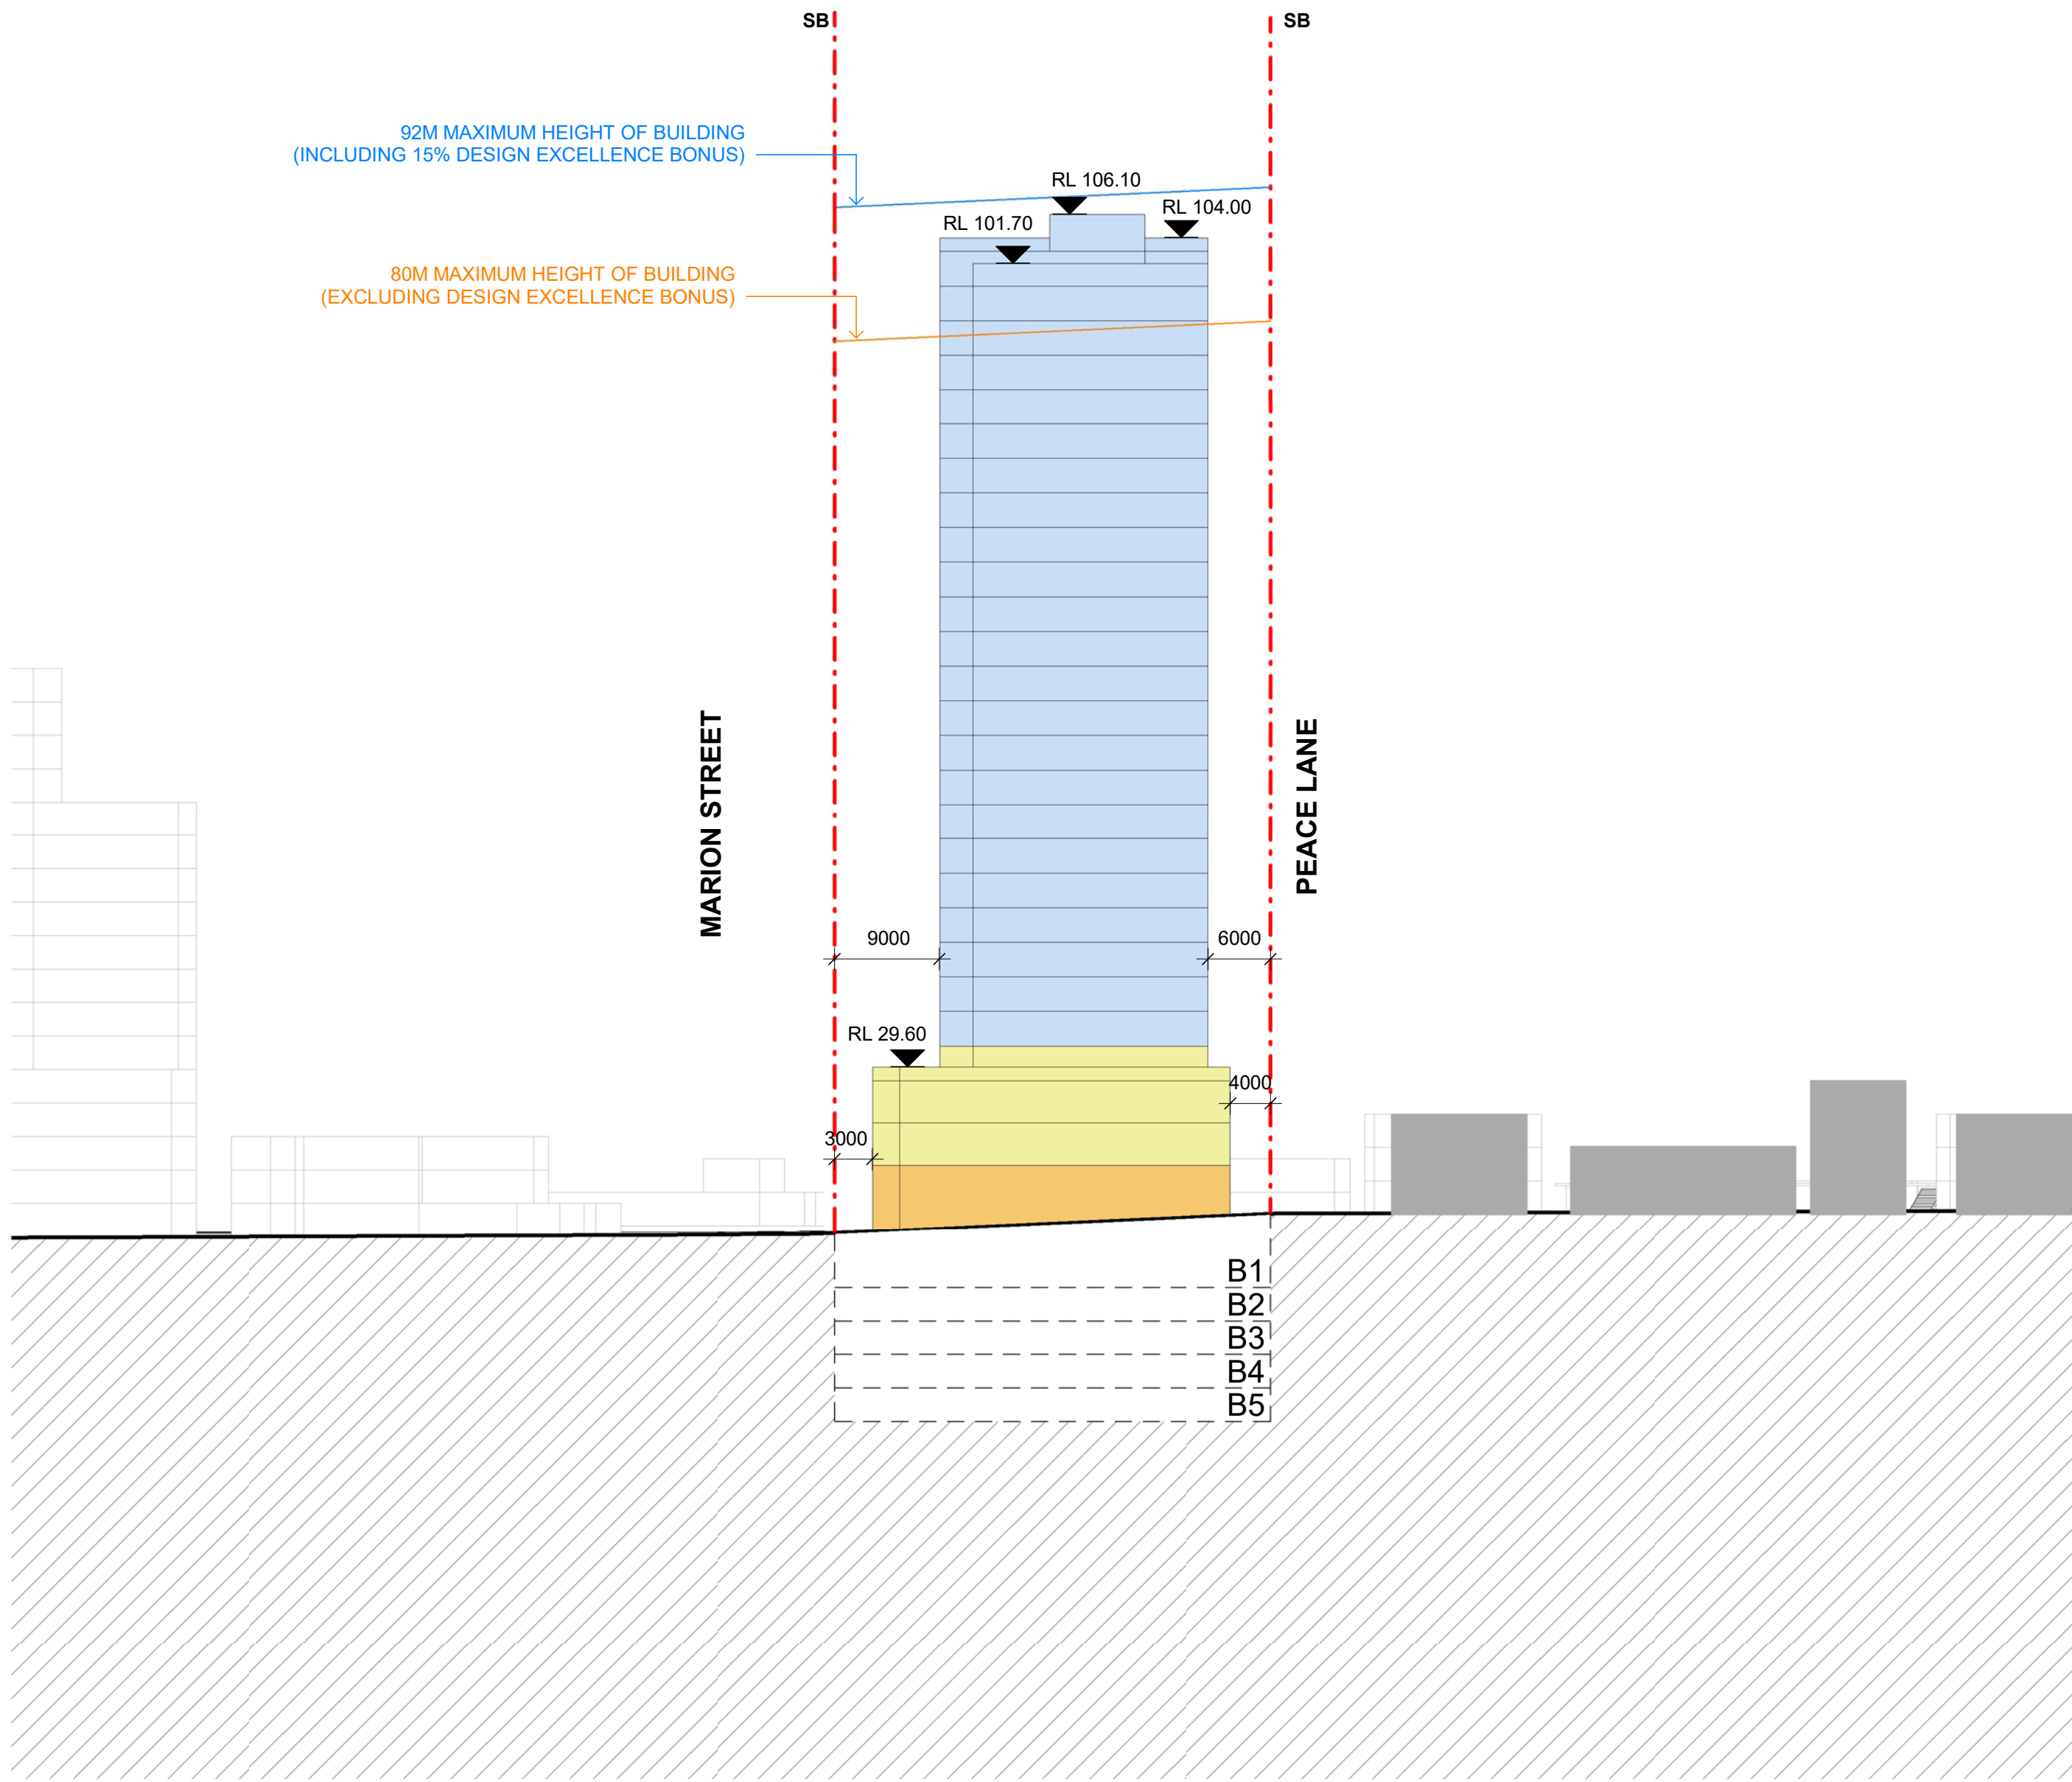 SB
SB
92M MAXIMUM HEIGHT OF BUILDING
(INCLUDING 15% DESIGN EXCELLENCE BONUS)
RL 106.10
RL 104.00
RL 101.70
80M MAXIMUM HEIGHT OF BUILDING
(EXCLUDING DESIGN EXCELLENCE BONUS)
MARION STREET
PEACE LANE
9000
6000
RL 29.60
4000
3000
B1
B2
B3
B4
B5